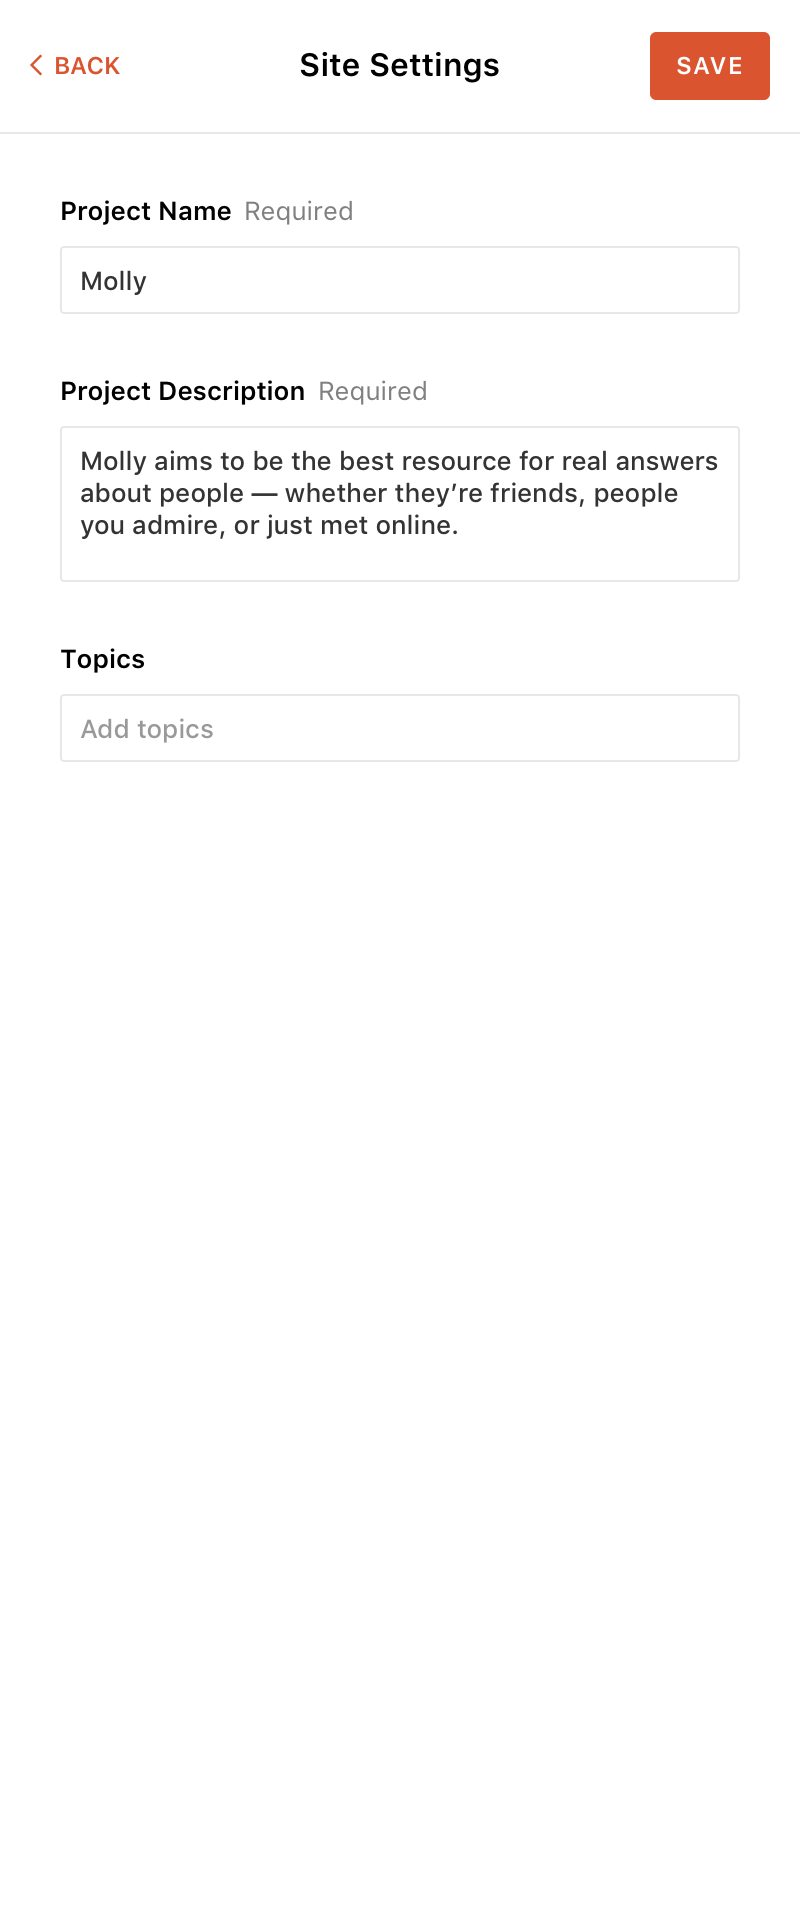 BACK
Site Settings
SAVE
Project Name Required
Molly
Project Description Required
Molly aims to be the best resource for real answers
about people — whether they’re friends, people
you admire, or just met online.
Topics
Add topics